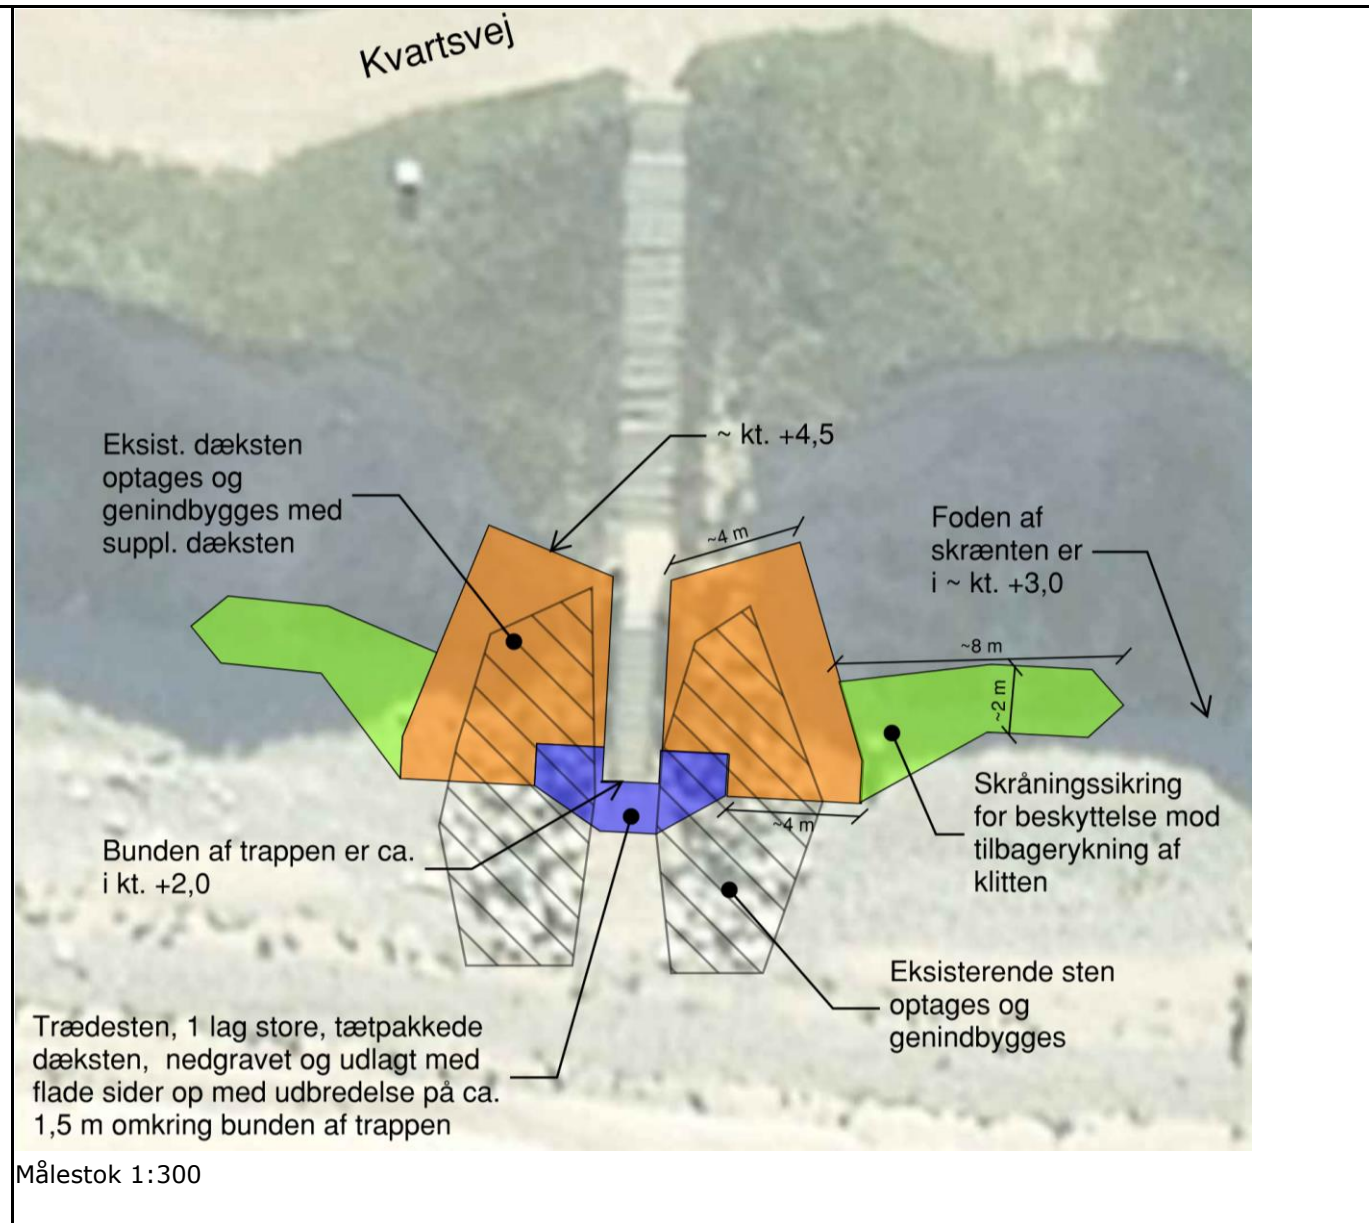 Kvartsvej
~ kt. +4,5
Eksist. dæksten
optages og
genindbygges med
suppl. dæksten
~4 m
Foden af
skrænten er
i ~ kt. +3,0
~8 m
~2 m
Skråningssikring
for beskyttelse mod
tilbagerykning af
klitten
~4 m
Bunden af trappen er ca.
i kt. +2,0
Eksisterende sten
optages og
genindbygges
Trædesten, 1 lag store, tætpakkede
dæksten, nedgravet og udlagt med
flade sider op med udbredelse på ca.
1,5 m omkring bunden af trappen
Målestok 1:300